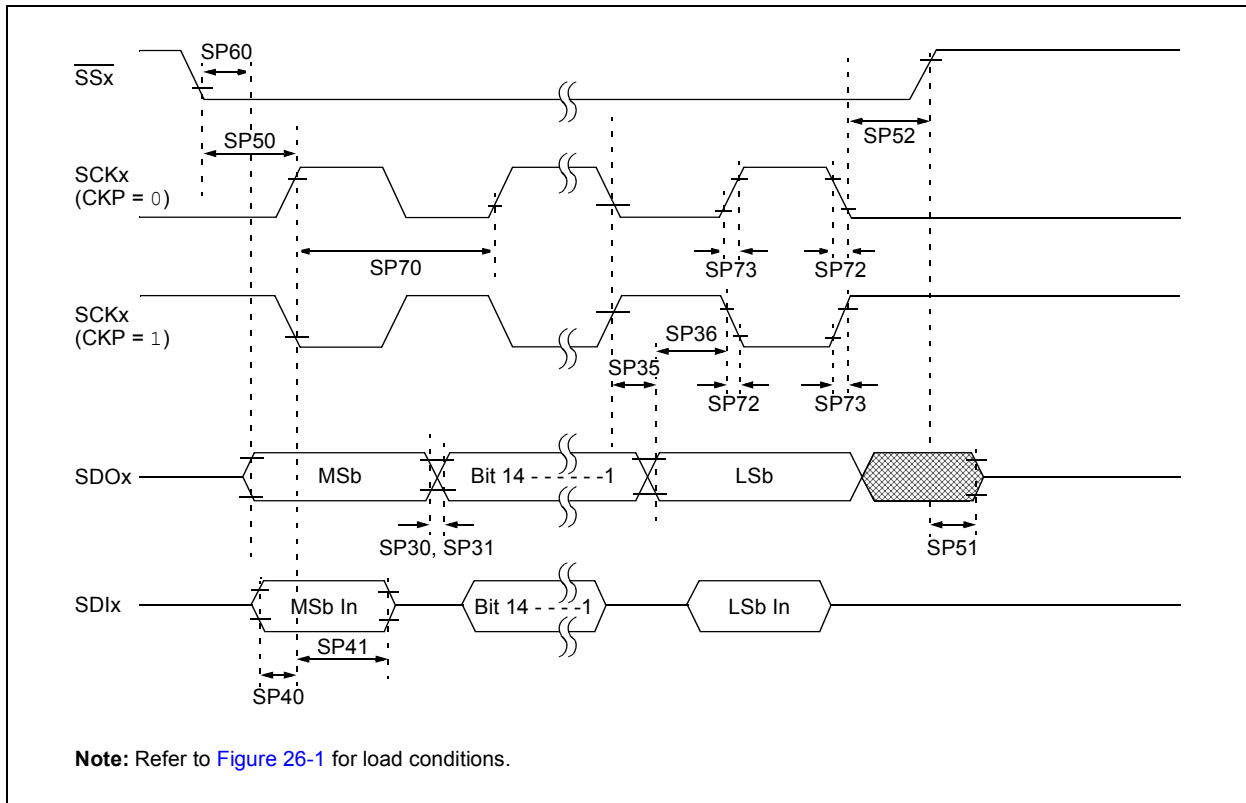 SP60
SSx
SP50
SP52
SCKx
(CKP = 0)
SP70
SP73
SP72
SCKx
(CKP = 1)
SP36
SP35
SP72
SP73
SDOx
MSb
Bit 14 - - - - - -1
LSb
SP30, SP31
SP51
SDIx
MSb In
Bit 14 - - - -1
LSb In
SP41
SP40
Note: Refer to Figure 26-1 for load conditions.